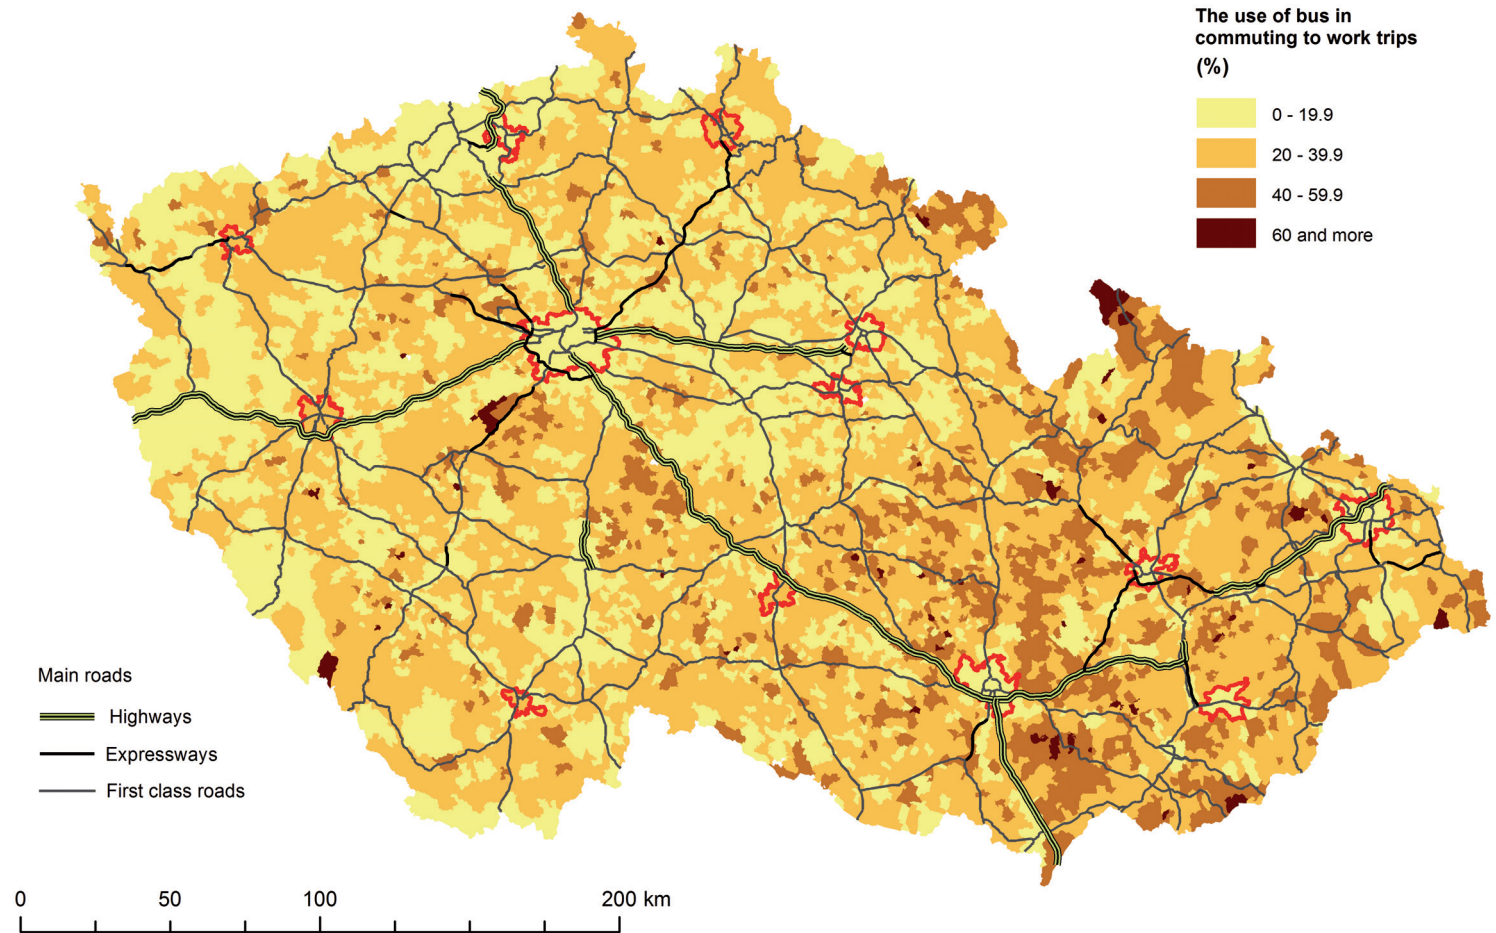 The use of bus in
commuting to work trips
(%)
0 - 19.9
20 - 39.9
40 - 59.9
60 and more
Main roads
Highways
Expressways
First class roads
0 50 100 200 km